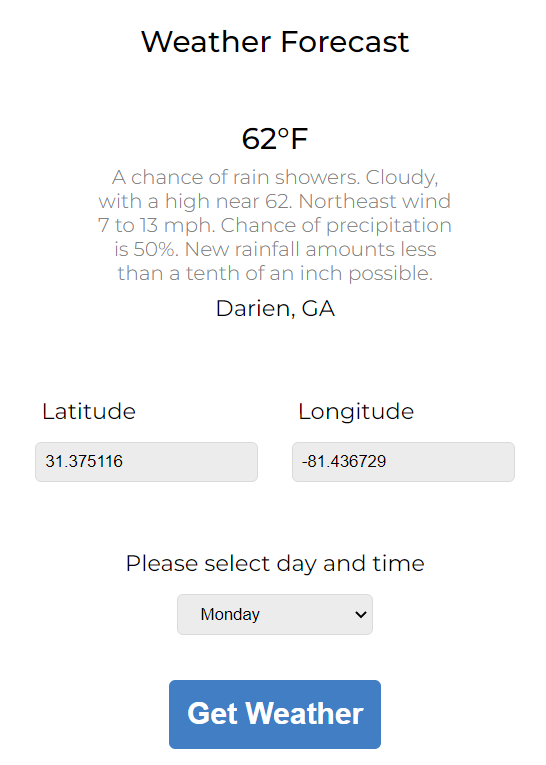 Weather Forecast
62°F
A chance of rain showers. Cloudy,
with a high near 62. Northeast wind
7 to 13 mph. Chance of precipitation
is 50%. New rainfall amounts less
than a tenth of an inch possible.
Darien, GA
Latitude
Longitude
31.375116
-81.436729
Please select day and time
Monday
Get Weather